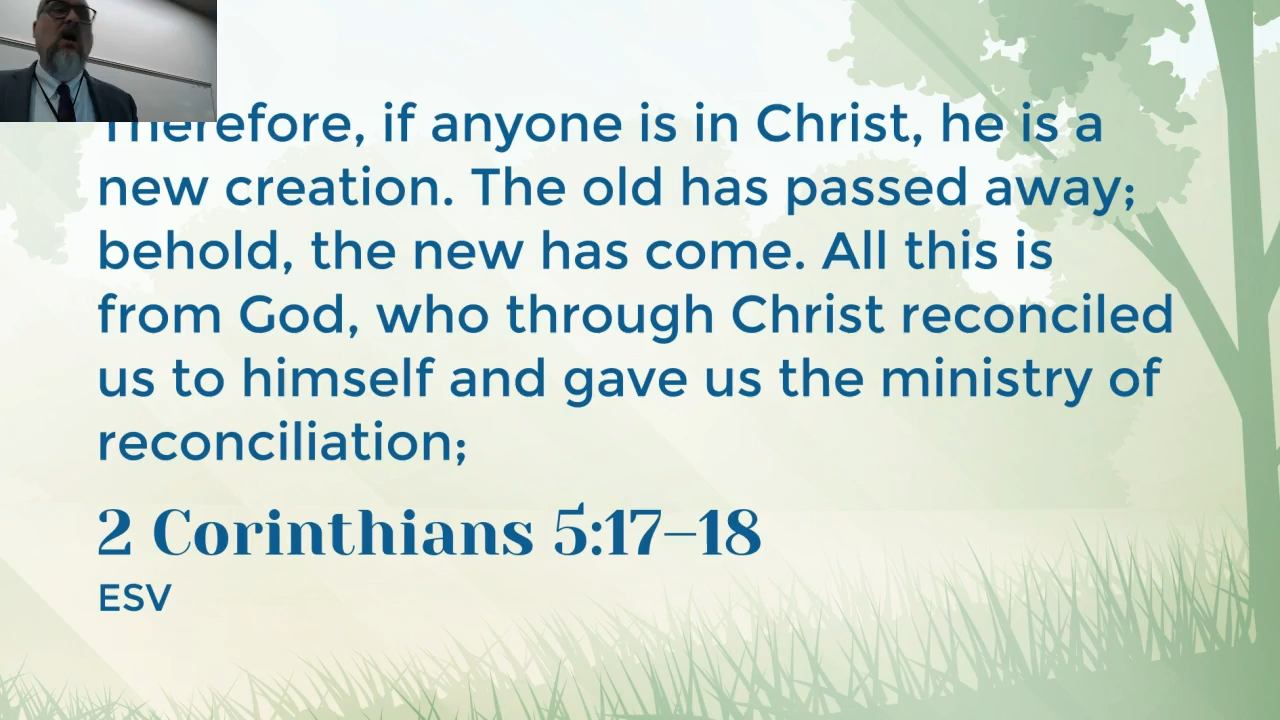 Therefore, if anyone is in Christ, he is a
new creation. The old has passed away;
behold, the new has come. All this is
from God, who through Christ reconciled
us to himself and gave us the ministry of
reconciliation;
2 Corinthians 5:17–18
ESV